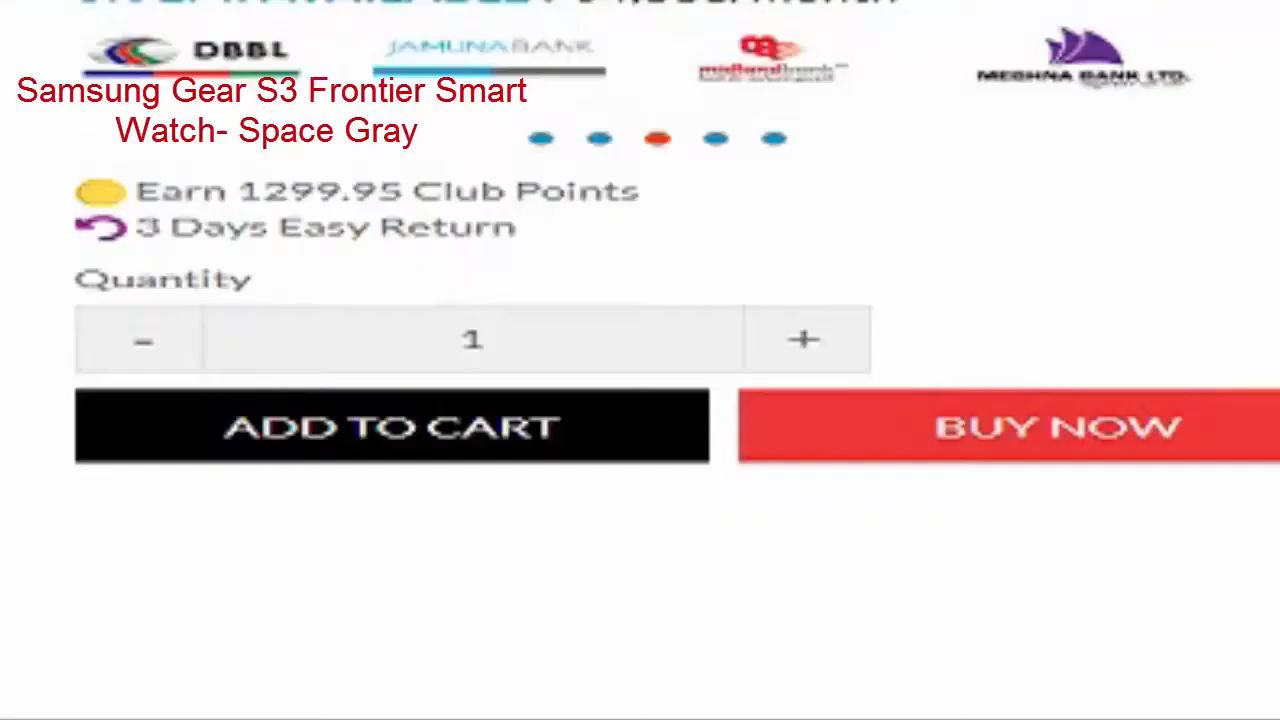 DBBL
JAMUNA BANK
midlandbank
MEGHNA BANK LTD.
Samsung Gear S3 Frontier Smart
Watch- Space Gray
Earn 1299.95 Club Points
3 Days Easy Return
Quantity
- 1 +
ADD TO CART
BUY NOW